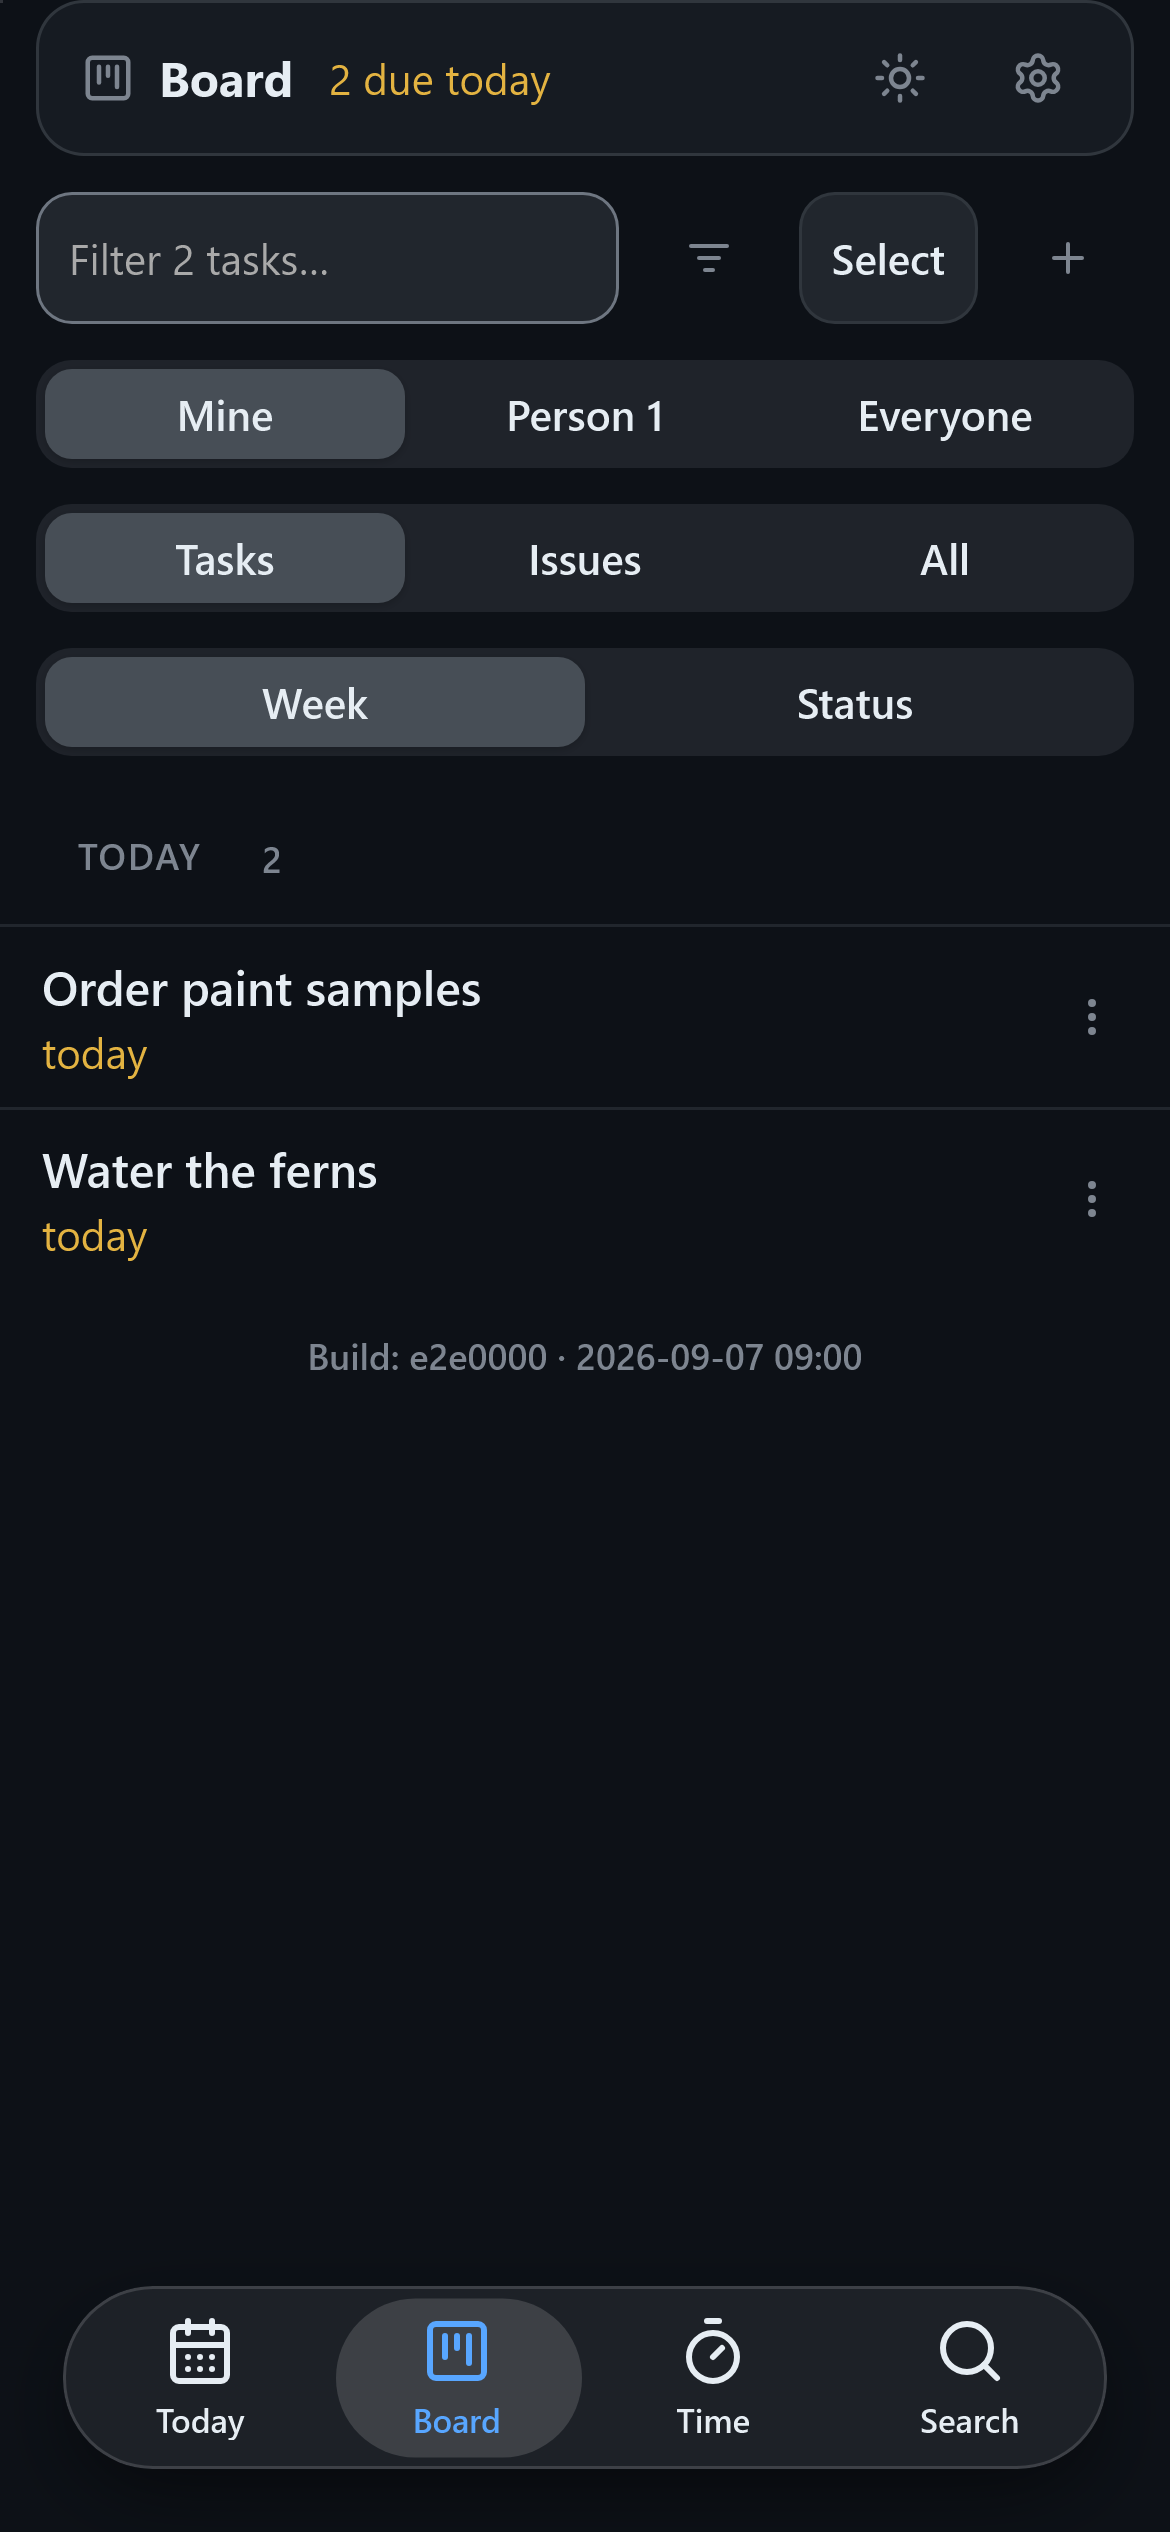 Board 2 due today
Filter 2 tasks...
Select
Mine Person 1 Everyone
Tasks Issues All
Week Status
TODAY 2
Order paint samples
today
Water the ferns
today
Build: e2e0000 · 2026-09-07 09:00
Today Board Time Search